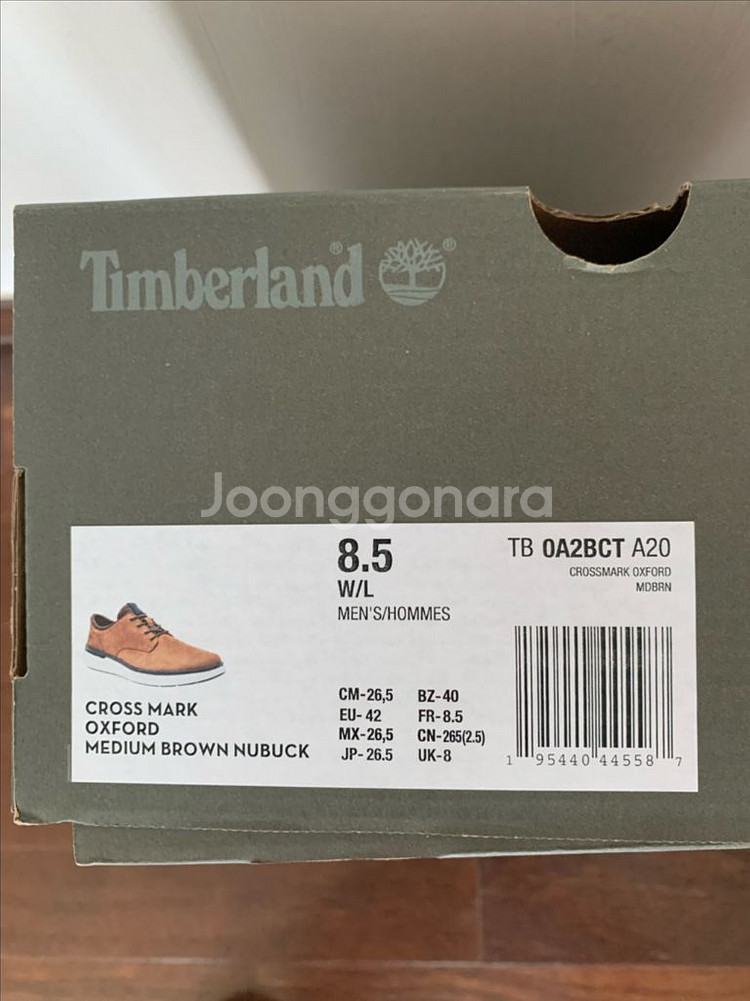 Timberland® ®
Joonggonara
8.5
W/L
MEN'S/HOMMES
TB 0A2BCT A20
CROSSMARK OXFORD
MDBRN
CROSS MARK
OXFORD
MEDIUM BROWN NUBUCK
CM-26,5 BZ-40
EU- 42 FR-8.5
MX-26,5 CN-265(2.5)
JP- 26.5 UK-8
1 95440 44558 7